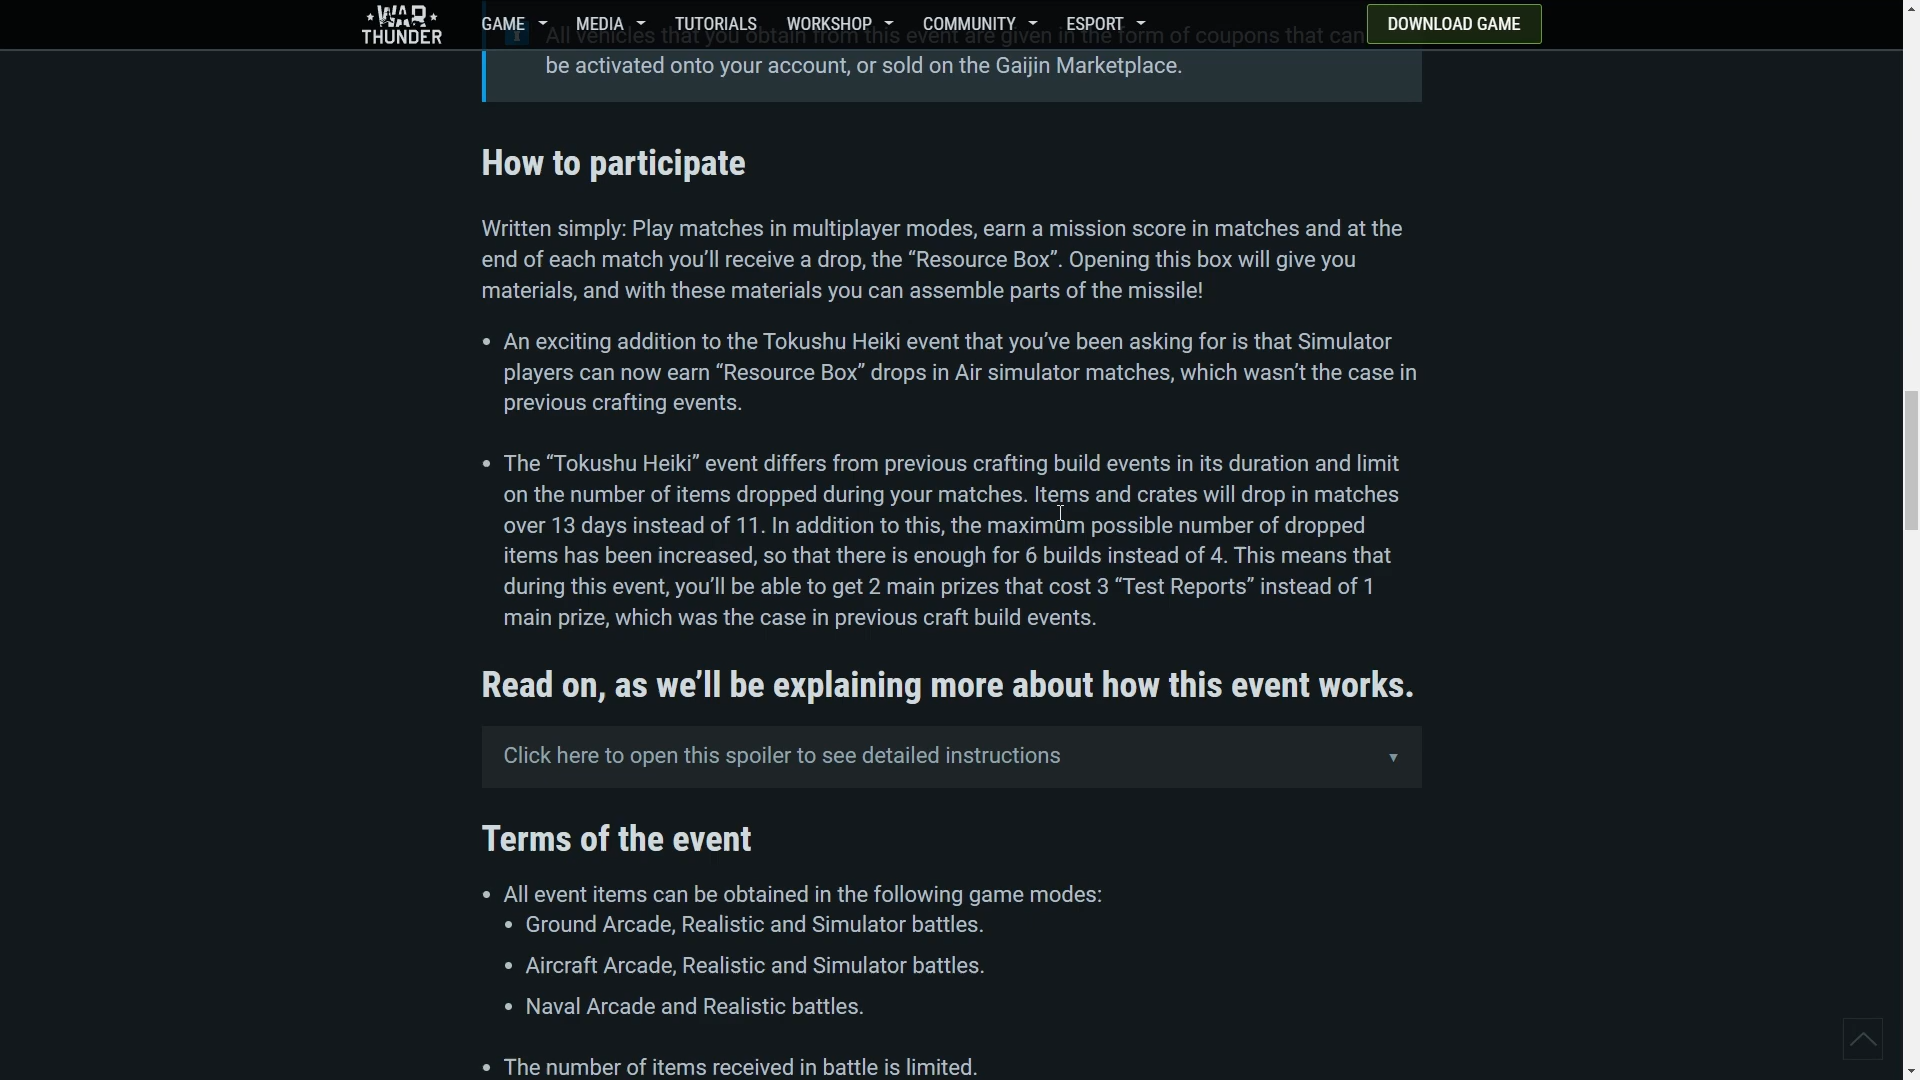 WAR THUNDER
GAME MEDIA TUTORIALS WORKSHOP COMMUNITY ESPORT
DOWNLOAD GAME
All vehicles that you obtain from this event are given in the form of coupons that can
be activated onto your account, or sold on the Gaijin Marketplace.
How to participate
Written simply: Play matches in multiplayer modes, earn a mission score in matches and at the
end of each match you’ll receive a drop, the “Resource Box”. Opening this box will give you
materials, and with these materials you can assemble parts of the missile!
• An exciting addition to the Tokushu Heiki event that you’ve been asking for is that Simulator
players can now earn “Resource Box” drops in Air simulator matches, which wasn’t the case in
previous crafting events.
• The “Tokushu Heiki” event differs from previous crafting build events in its duration and limit
on the number of items dropped during your matches. Items and crates will drop in matches
over 13 days instead of 11. In addition to this, the maximum possible number of dropped
items has been increased, so that there is enough for 6 builds instead of 4. This means that
during this event, you’ll be able to get 2 main prizes that cost 3 “Test Reports” instead of 1
main prize, which was the case in previous craft build events.
Read on, as we’ll be explaining more about how this event works.
Click here to open this spoiler to see detailed instructions
Terms of the event
• All event items can be obtained in the following game modes:
• Ground Arcade, Realistic and Simulator battles.
• Aircraft Arcade, Realistic and Simulator battles.
• Naval Arcade and Realistic battles.
• The number of items received in battle is limited.